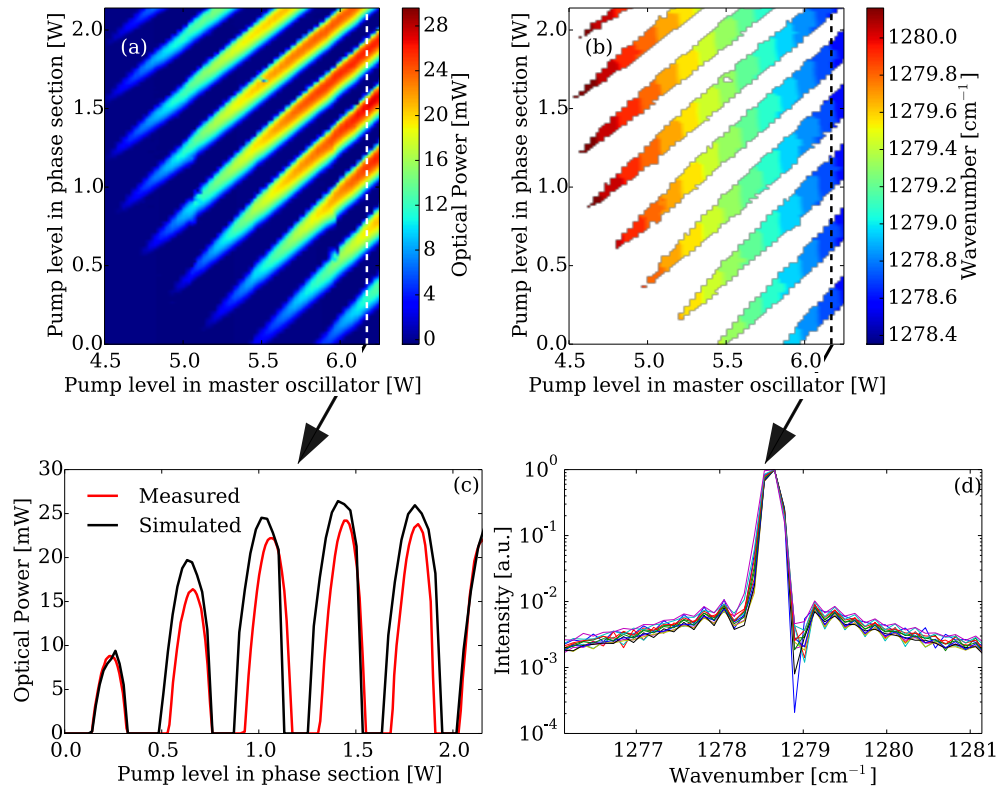 (a)
2.0
1.5
1.0
0.5
0.0
Pump level in phase section [W]
4.5 5.0 5.5 6.0
Pump level in master oscillator [W]
28
24
20
16
12
8
4
0
Optical Power [mW]
(b)
2.0
1.5
1.0
0.5
0.0
Pump level in phase section [W]
4.5 5.0 5.5 6.0
Pump level in master oscillator [W]
1280.0
1279.8
1279.6
1279.4
1279.2
1279.0
1278.8
1278.6
1278.4
Wavenumber [cm⁻¹]
(c)
Measured
Simulated
30
25
20
15
10
5
0
Optical Power [mW]
0.0 0.5 1.0 1.5 2.0
Pump level in phase section [W]
(d)
10⁰
10⁻¹
10⁻²
10⁻³
10⁻⁴
Intensity [a.u.]
1277 1278 1279 1280 1281
Wavenumber [cm⁻¹]